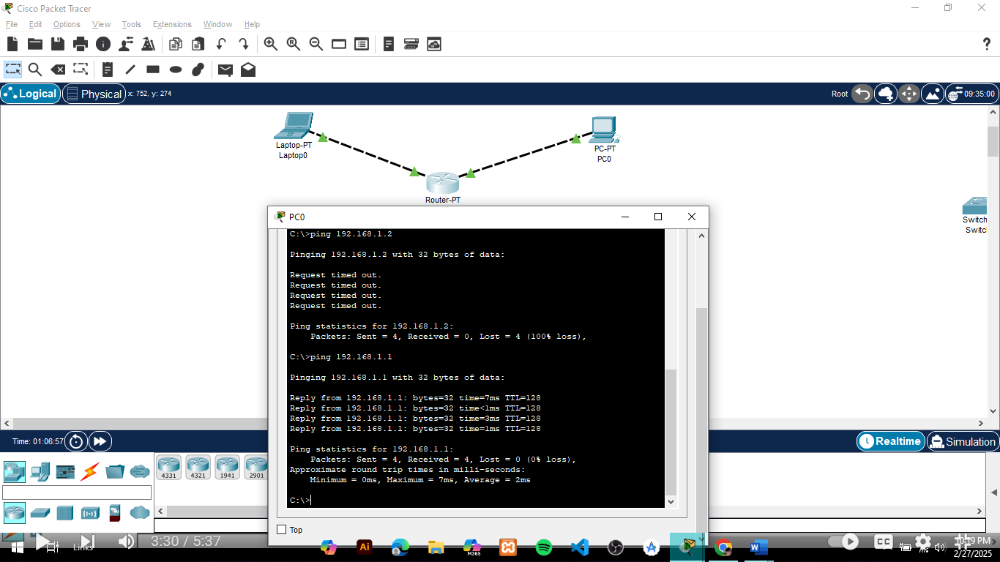 Cisco Packet Tracer
File Edit Options View Tools Extensions Window Help
Logical Physical x: 752, y: 274 Root 09:35:00
Laptop-PT
Laptop0
PC-PT
PC0
Router-PT
Switch
Switc
PC0
C:\>ping 192.168.1.2
Pinging 192.168.1.2 with 32 bytes of data:
Request timed out.
Request timed out.
Request timed out.
Request timed out.
Ping statistics for 192.168.1.2:
Packets: Sent = 4, Received = 0, Lost = 4 (100% loss),
C:\>ping 192.168.1.1
Pinging 192.168.1.1 with 32 bytes of data:
Reply from 192.168.1.1: bytes=32 time=7ms TTL=128
Reply from 192.168.1.1: bytes=32 time<1ms TTL=128
Reply from 192.168.1.1: bytes=32 time=3ms TTL=128
Reply from 192.168.1.1: bytes=32 time=1ms TTL=128
Ping statistics for 192.168.1.1:
Packets: Sent = 4, Received = 4, Lost = 0 (0% loss),
Approximate round trip times in milli-seconds:
Minimum = 0ms, Maximum = 7ms, Average = 2ms
C:\>
Top
Time: 01:06:57
Realtime Simulation
4331 4321 1941 2901
Links
3:30 / 5:37
Ai
M365
W
CC
10:19 PM
2/27/2025